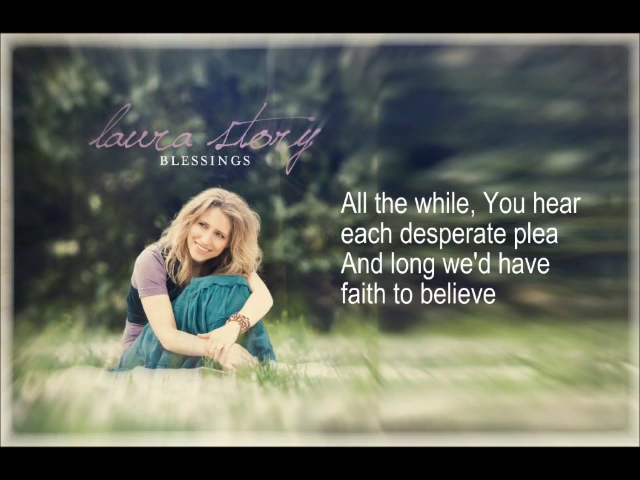 laura story
BLESSINGS
All the while, You hear
each desperate plea
And long we'd have
faith to believe